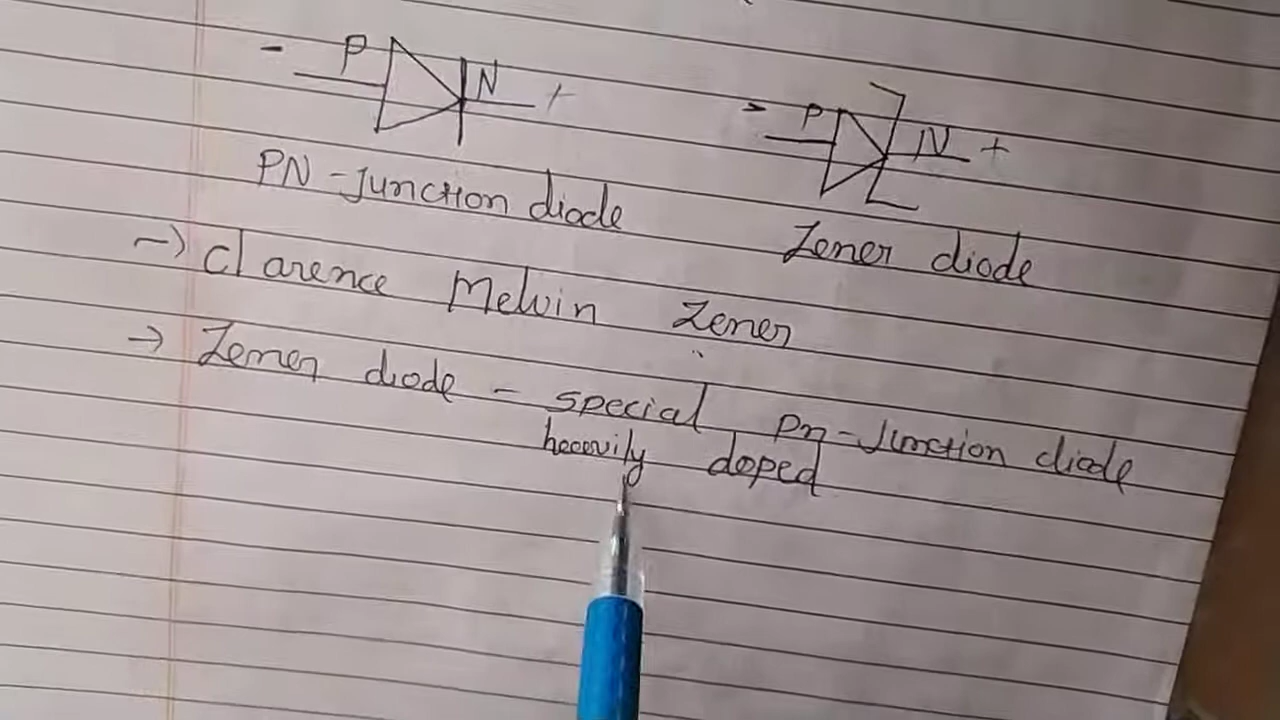 - P N +
- P N +
PN-junction diode
Zener diode
→ Clarence Melvin Zener
→ Zener diode - special Pn-Junction diode
heavily doped